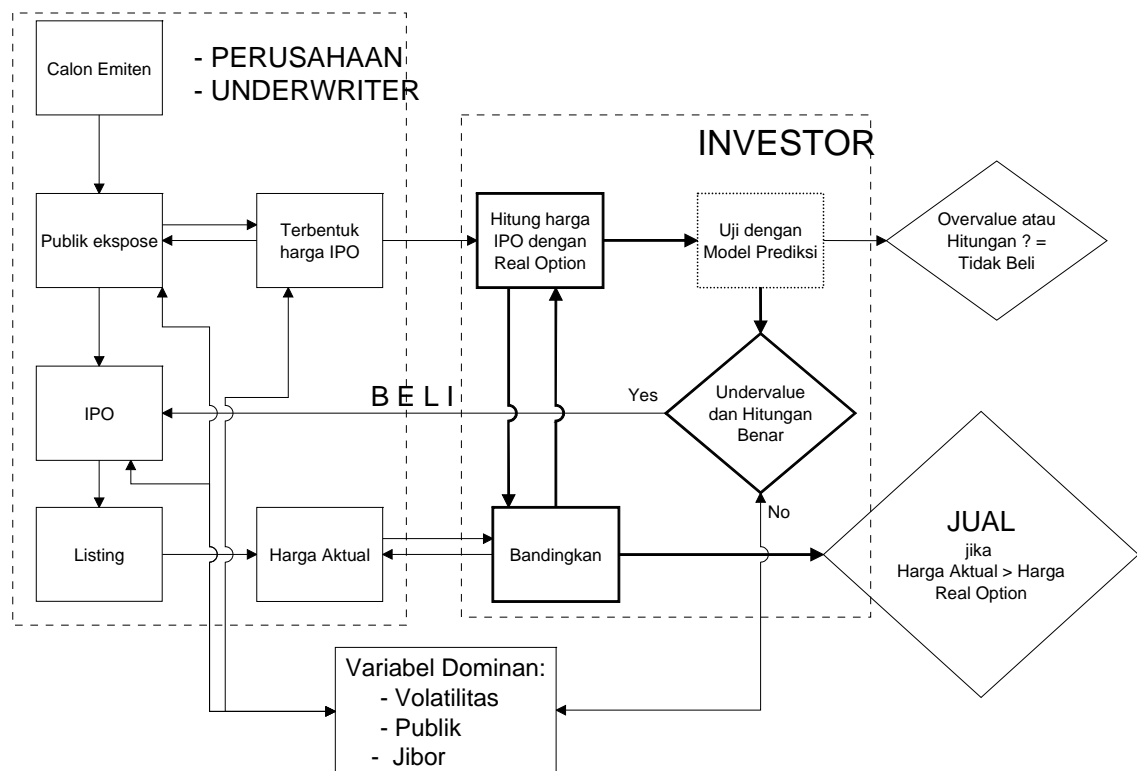 Calon Emiten
- PERUSAHAAN
- UNDERWRITER
INVESTOR
Publik ekspose
Terbentuk
harga IPO
Hitung harga
IPO dengan
Real Option
Uji dengan
Model Prediksi
Overvalue atau
Hitungan ? =
Tidak Beli
IPO
B E L I
Yes
Undervalue
dan Hitungan
Benar
No
Listing
Harga Aktual
Bandingkan
JUAL
jika
Harga Aktual > Harga
Real Option
Variabel Dominan:
- Volatilitas
- Publik
- Jibor